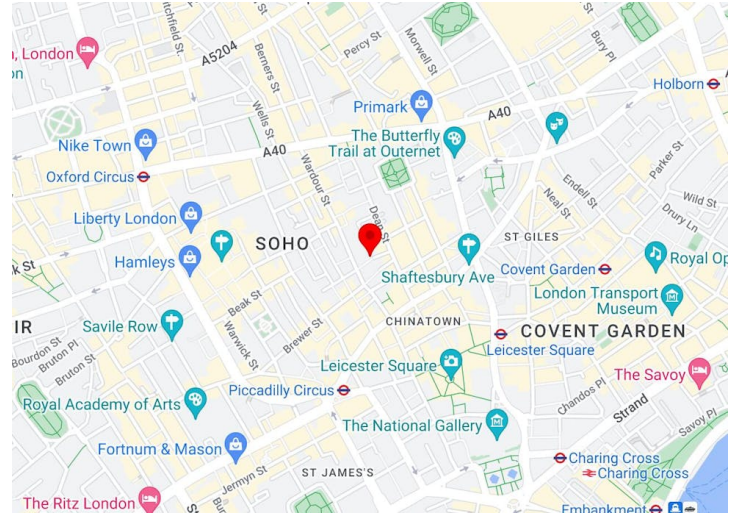 n, London
on
itchfield St.
A5204
Berners St.
Percy St
Morwell St.
Bury Pl
Holborn
Primark
A40
Wells St.
Nike Town
A40
The Butterfly
Trail at Outernet
Oxford Circus
Wardour St.
Dean St
Endell St
Neal St.
Parker St
Wild St
Drury Ln
Liberty London
SOHO
ST GILES
Hamleys
k St
Shaftesbury Ave
Covent Garden
Royal Op
London Transport
Museum
Beak St
IR
Savile Row
Warwick St.
Brewer St
CHINATOWN
COVENT GARDEN
Leicester Square
Bourdon St
Bruton Pl
Bruton St
Leicester Square
The Savoy
Piccadilly Circus
Chandos Pl
Strand
Royal Academy of Arts
The National Gallery
Savoy Pl
Fortnum & Mason
Charing Cross
Charing Cross
Jermyn St
ST JAMES'S
The Ritz London
Embankment